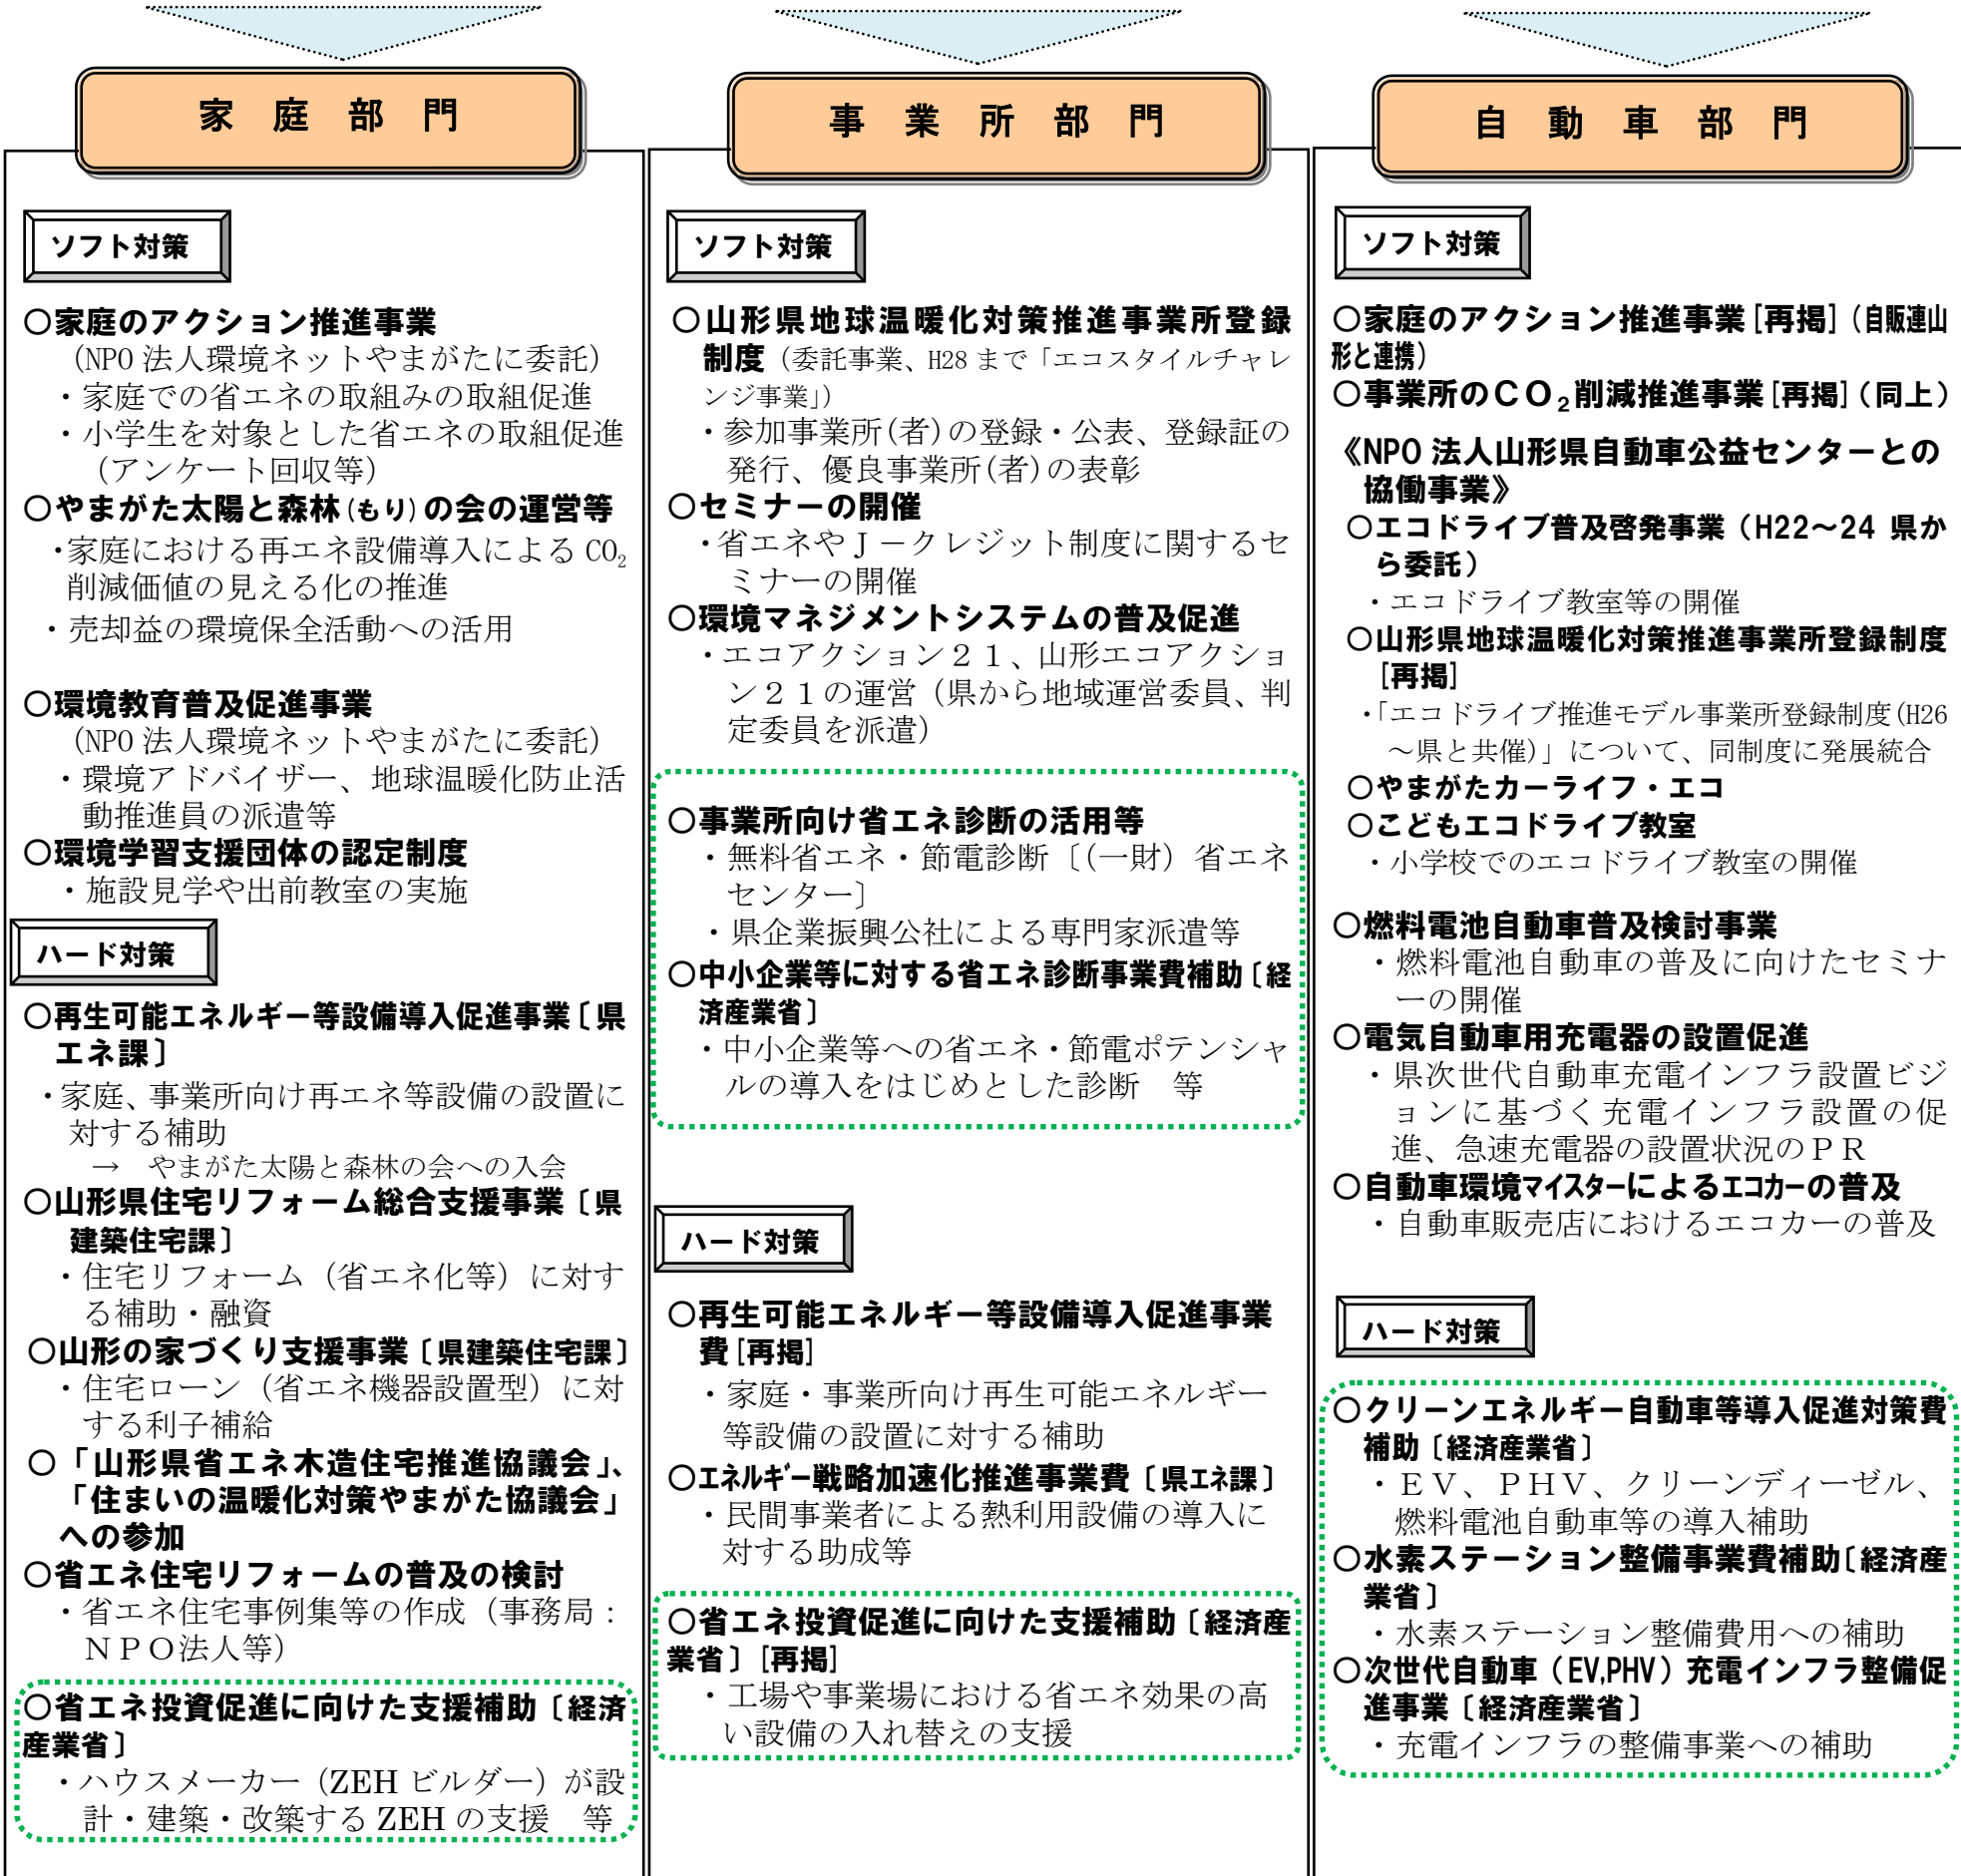 家庭部門
ソフト対策
○家庭のアクション推進事業
（NPO 法人環境ネットやまがたに委託）
・家庭での省エネの取組みの取組促進
・小学生を対象とした省エネの取組促進
（アンケート回収等）
○やまがた太陽と森林(もり)の会の運営等
・家庭における再エネ設備導入による CO₂
削減価値の見える化の推進
・売却益の環境保全活動への活用
○環境教育普及促進事業
（NPO 法人環境ネットやまがたに委託）
・環境アドバイザー、地球温暖化防止活
動推進員の派遣等
○環境学習支援団体の認定制度
・施設見学や出前教室の実施
ハード対策
○再生可能エネルギー等設備導入促進事業〔県
エネ課〕
・家庭、事業所向け再エネ等設備の設置に
対する補助
→　やまがた太陽と森林の会への入会
○山形県住宅リフォーム総合支援事業〔県
建築住宅課〕
・住宅リフォーム（省エネ化等）に対す
る補助・融資
○山形の家づくり支援事業〔県建築住宅課〕
・住宅ローン（省エネ機器設置型）に対
する利子補給
○「山形県省エネ木造住宅推進協議会」、
「住まいの温暖化対策やまがた協議会」
への参加
○省エネ住宅リフォームの普及の検討
・省エネ住宅事例集等の作成（事務局：
ＮＰＯ法人等）
○省エネ投資促進に向けた支援補助〔経済
産業省〕
・ハウスメーカー（ZEH ビルダー）が設
計・建築・改築する ZEH の支援　等
事業所部門
ソフト対策
○山形県地球温暖化対策推進事業所登録
制度（委託事業、H28 まで「エコスタイルチャレ
ンジ事業」）
・参加事業所(者)の登録・公表、登録証の
発行、優良事業所(者)の表彰
○セミナーの開催
・省エネやＪ－クレジット制度に関するセ
ミナーの開催
○環境マネジメントシステムの普及促進
・エコアクション２１、山形エコアクショ
ン２１の運営（県から地域運営委員、判
定委員を派遣）
○事業所向け省エネ診断の活用等
・無料省エネ・節電診断〔(一財）省エネ
センター〕
・県企業振興公社による専門家派遣等
○中小企業等に対する省エネ診断事業費補助〔経
済産業省〕
・中小企業等への省エネ・節電ポテンシャ
ルの導入をはじめとした診断　等
ハード対策
○再生可能エネルギー等設備導入促進事業
費[再掲]
・家庭・事業所向け再生可能エネルギー
等設備の設置に対する補助
○エネルギー戦略加速化推進事業費〔県エネ課〕
・民間事業者による熱利用設備の導入に
対する助成等
○省エネ投資促進に向けた支援補助〔経済産
業省〕[再掲]
・工場や事業場における省エネ効果の高
い設備の入れ替えの支援
自動車部門
ソフト対策
○家庭のアクション推進事業[再掲]（自販連山
形と連携）
○事業所のＣＯ₂削減推進事業[再掲]（同上）
《NPO 法人山形県自動車公益センターとの
協働事業》
○エコドライブ普及啓発事業（H22～24 県か
ら委託）
・エコドライブ教室等の開催
○山形県地球温暖化対策推進事業所登録制度
[再掲]
・「エコドライブ推進モデル事業所登録制度(H26
～県と共催)」について、同制度に発展統合
○やまがたカーライフ・エコ
○こどもエコドライブ教室
・小学校でのエコドライブ教室の開催
○燃料電池自動車普及検討事業
・燃料電池自動車の普及に向けたセミナ
ーの開催
○電気自動車用充電器の設置促進
・県次世代自動車充電インフラ設置ビジ
ョンに基づく充電インフラ設置の促
進、急速充電器の設置状況のＰＲ
○自動車環境マイスターによるエコカーの普及
・自動車販売店におけるエコカーの普及
ハード対策
○クリーンエネルギー自動車等導入促進対策費
補助〔経済産業省〕
・ＥＶ、ＰＨＶ、クリーンディーゼル、
燃料電池自動車等の導入補助
○水素ステーション整備事業費補助〔経済産
業省〕
・水素ステーション整備費用への補助
○次世代自動車（EV,PHV）充電インフラ整備促
進事業〔経済産業省〕
・充電インフラの整備事業への補助